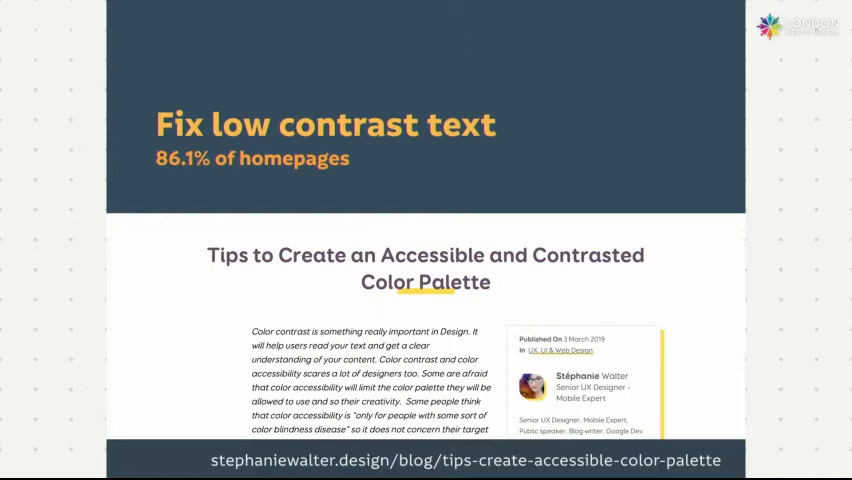 LONDON
Fix low contrast text
86.1% of homepages
Tips to Create an Accessible and Contrasted
Color Palette
Color contrast is something really important in Design. It
will help users read your text and get a clear
understanding of your content. Color contrast and color
accessibility scares a lot of designers too. Some are afraid
that color accessibility will limit the color palette they will be
allowed to use and so their creativity. Some people think
that color accessibility is "only for people with some sort of
color blindness disease" so it does not concern their target
Published On 3 March 2019
In UX, UI & Web Design
Stéphanie Walter
Senior UX Designer -
Mobile Expert
Senior UX Designer. Mobile Expert.
Public speaker. Blog writer. Google Dev
stephaniewalter.design/blog/tips-create-accessible-color-palette